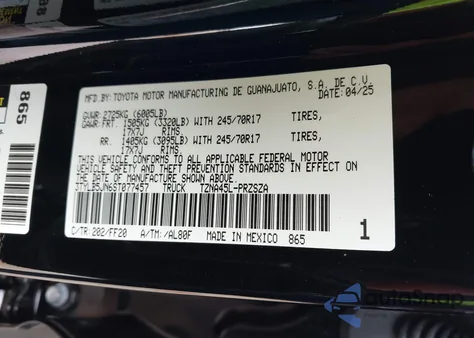 MFD.BY:TOYOTA MOTOR MANUFACTURING DE GUANAJUATO, S.A. DE C.V.
DATE:04/25
GVWR:2725KG (6005LB)
GAWR:FRT 1505KG (3320LB) WITH 245/70R17 TIRES,
17X7J RIMS,
RR. 1405KG (3095LB) WITH 245/70R17 TIRES,
17X7J RIMS.
THIS VEHICLE CONFORMS TO ALL APPLICABLE FEDERAL MOTOR
VEHICLE SAFETY AND THEFT PREVENTION STANDARDS IN EFFECT ON
THE DATE OF MANUFACTURE SHOWN ABOVE.
3TYLB5JN6ST077457 TRUCK TZNA45L-PRZSZA
C/TR:202/FF20 A/TM:/AL80F MADE IN MEXICO 865
1
865
AutoSnap